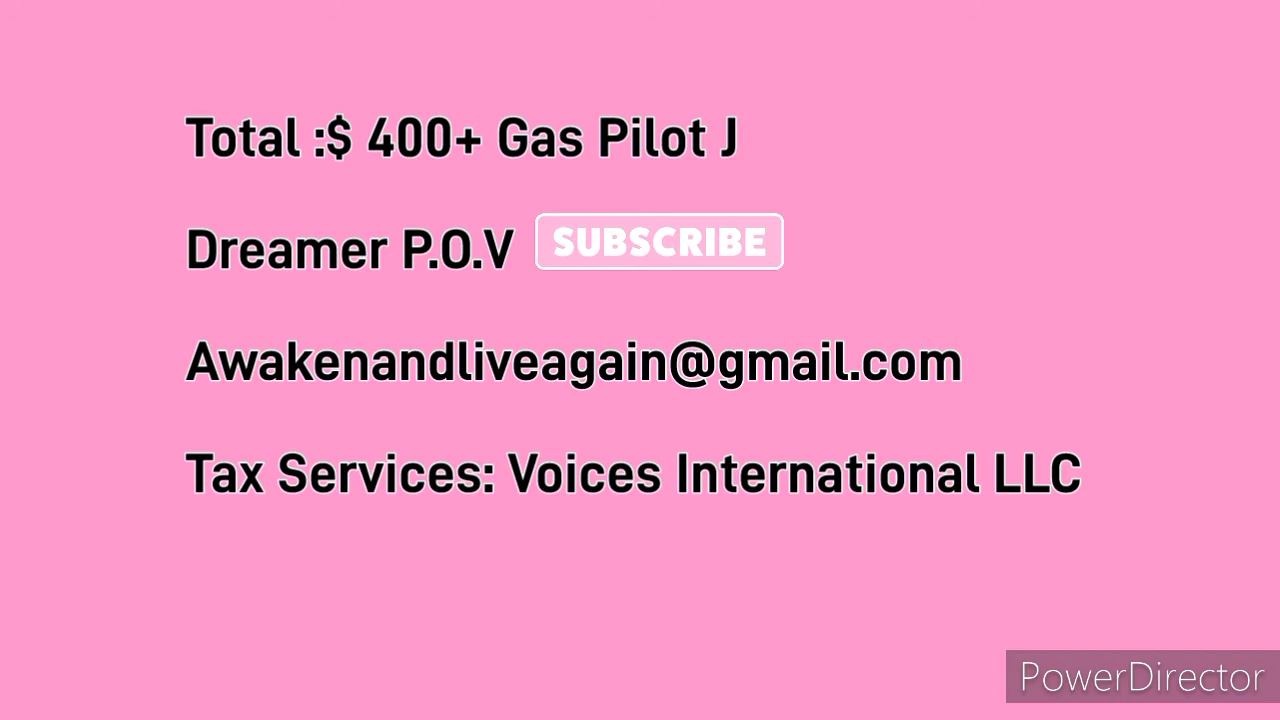 Total :$ 400+ Gas Pilot J
Dreamer P.O.V SUBSCRIBE
Awakenandliveagain@gmail.com
Tax Services: Voices International LLC
PowerDirector